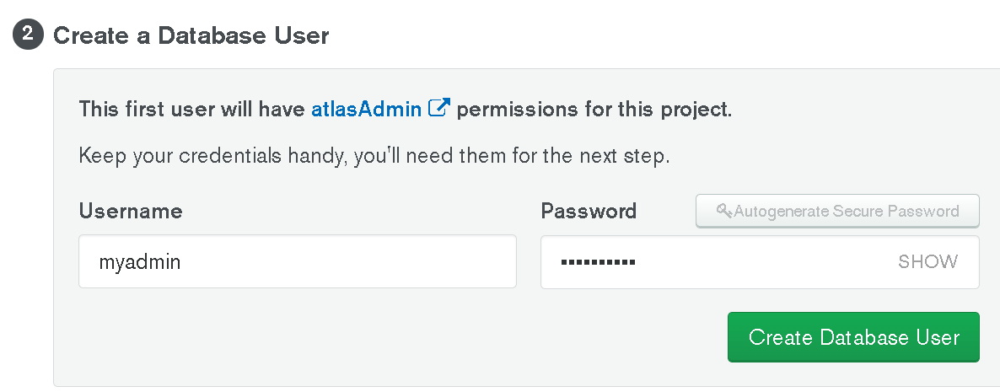 2 Create a Database User
This first user will have atlasAdmin permissions for this project.
Keep your credentials handy, you'll need them for the next step.
Username
Password
Autogenerate Secure Password
myadmin
•••••••••• SHOW
Create Database User